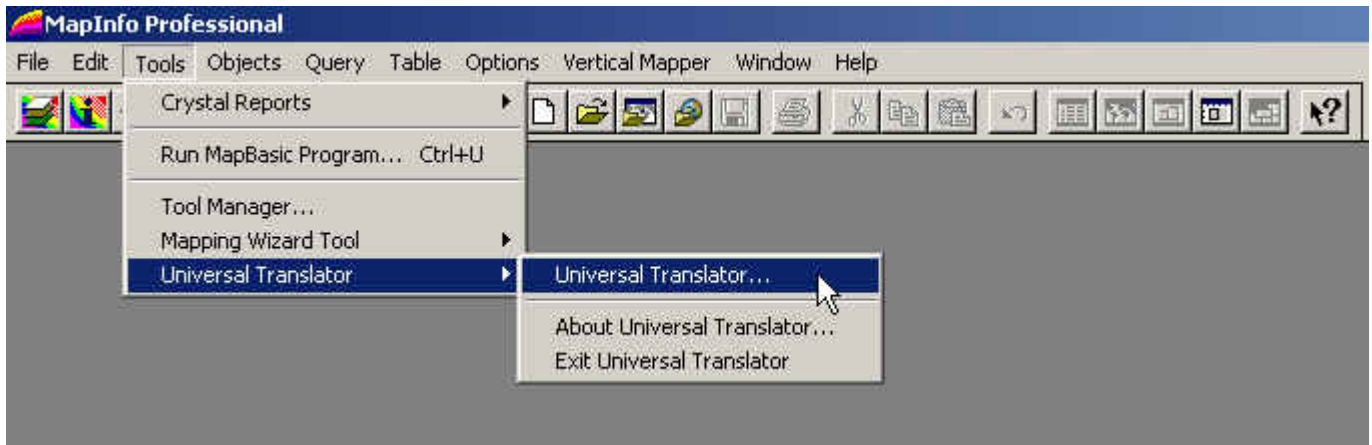 MapInfo Professional
File Edit Tools Objects Query Table Options Vertical Mapper Window Help
Crystal Reports
Run MapBasic Program... Ctrl+U
Tool Manager...
Mapping Wizard Tool
Universal Translator
Universal Translator...
About Universal Translator...
Exit Universal Translator